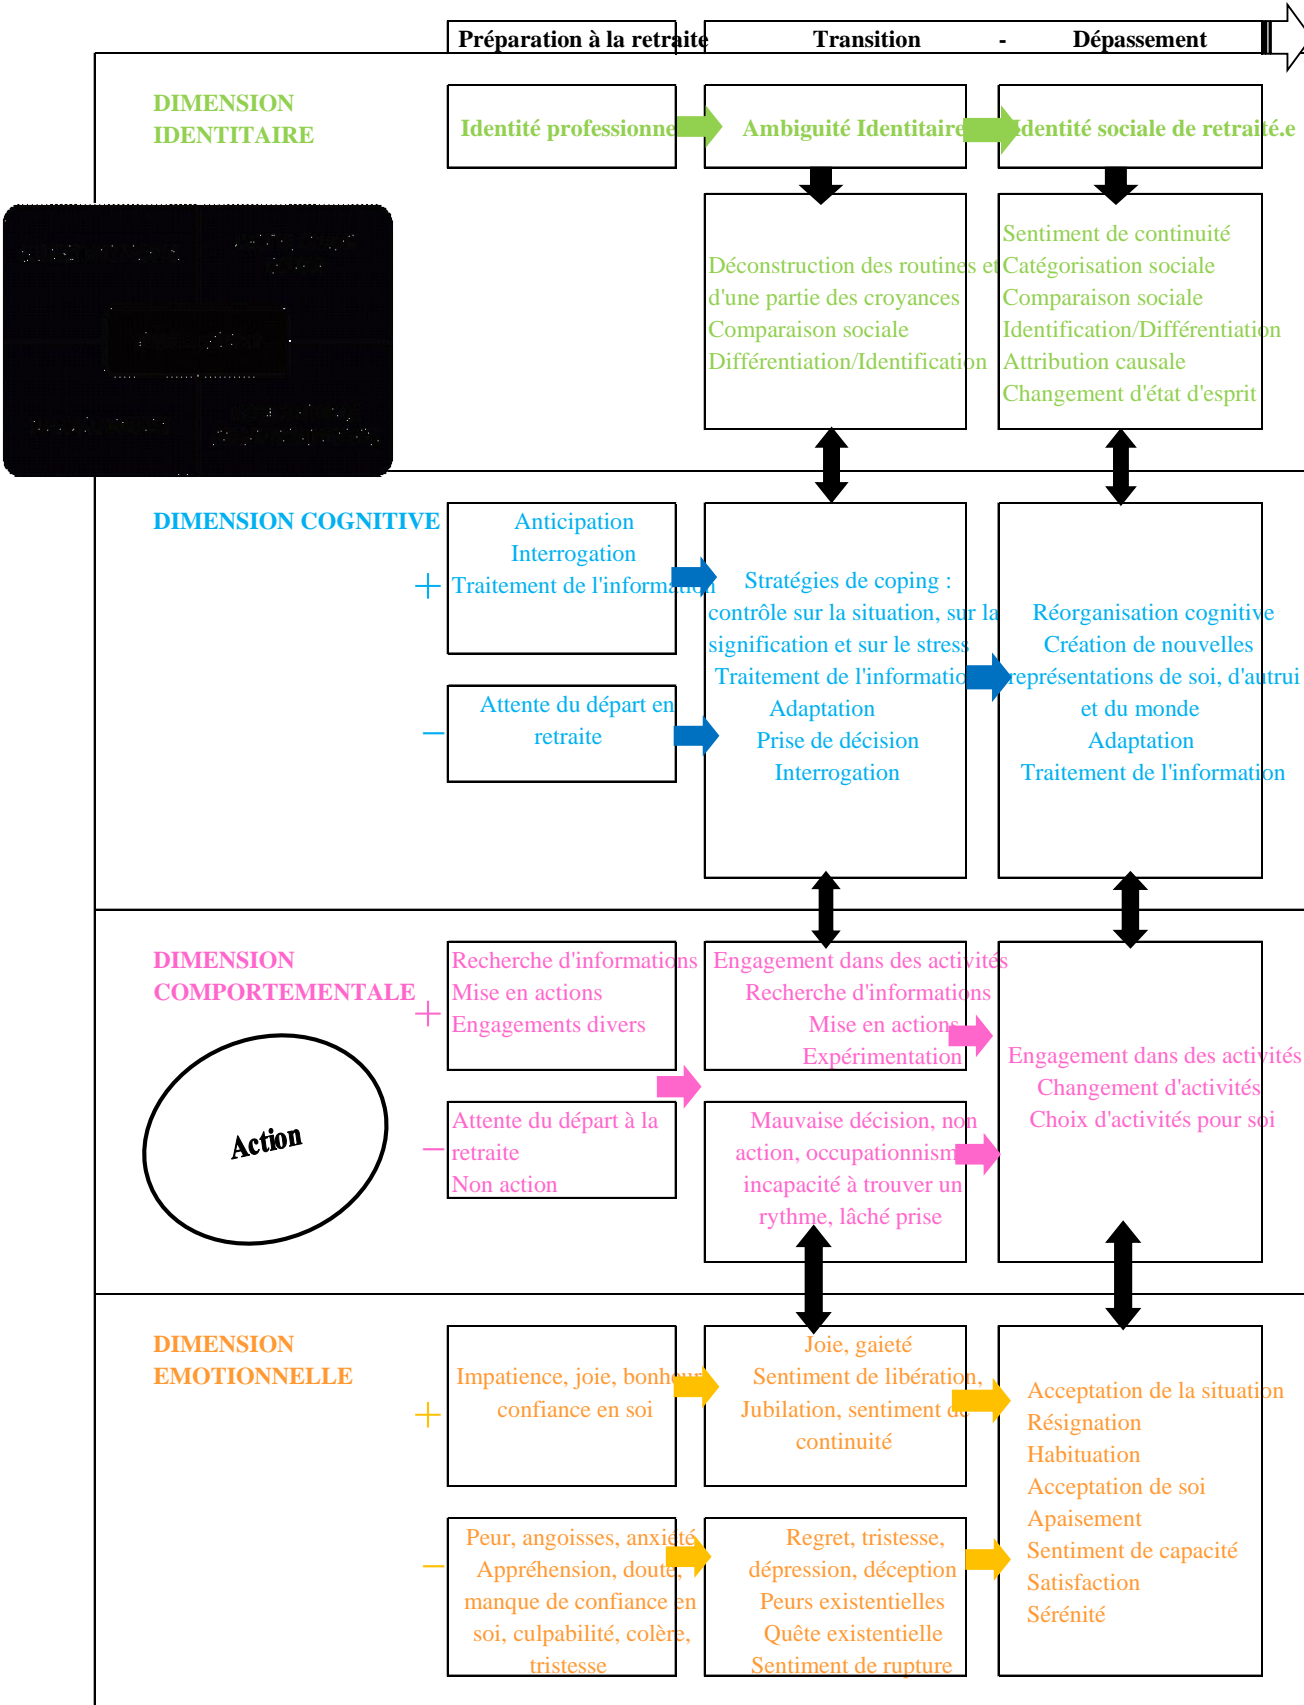 Préparation à la retraite
Transition - Dépassement
DIMENSION
IDENTITAIRE
Identité professionne
Ambiguité Identitaire
dentité sociale de retraité.e
Déconstruction des routines et
d'une partie des croyances
Comparaison sociale
Différentiation/Identification
Sentiment de continuité
Catégorisation sociale
Comparaison sociale
Identification/Différentiation
Attribution causale
Changement d'état d'esprit
DIMENSION COGNITIVE
+
Anticipation
Interrogation
Traitement de l'information
–
Attente du départ en
retraite
Stratégies de coping :
contrôle sur la situation, sur la
signification et sur le stress
Traitement de l'informatio
Adaptation
Prise de décision
Interrogation
Réorganisation cognitive
Création de nouvelles
représentations de soi, d'autrui
et du monde
Adaptation
Traitement de l'information
DIMENSION
COMPORTEMENTALE
Action
+
Recherche d'informations
Mise en actions
Engagements divers
–
Attente du départ à la
retraite
Non action
Engagement dans des activités
Recherche d'informations
Mise en actions
Expérimentation
Mauvaise décision, non
action, occupationnism
incapacité à trouver un
rythme, lâché prise
Engagement dans des activités
Changement d'activités
Choix d'activités pour soi
DIMENSION
EMOTIONNELLE
+
Impatience, joie, bonheur
confiance en soi
–
Peur, angoisses, anxiété
Appréhension, doute,
manque de confiance en
soi, culpabilité, colère,
tristesse
Joie, gaieté
Sentiment de libération,
Jubilation, sentiment de
continuité
Regret, tristesse,
dépression, déception
Peurs existentielles
Quête existentielle
Sentiment de rupture
Acceptation de la situation
Résignation
Habituation
Acceptation de soi
Apaisement
Sentiment de capacité
Satisfaction
Sérénité